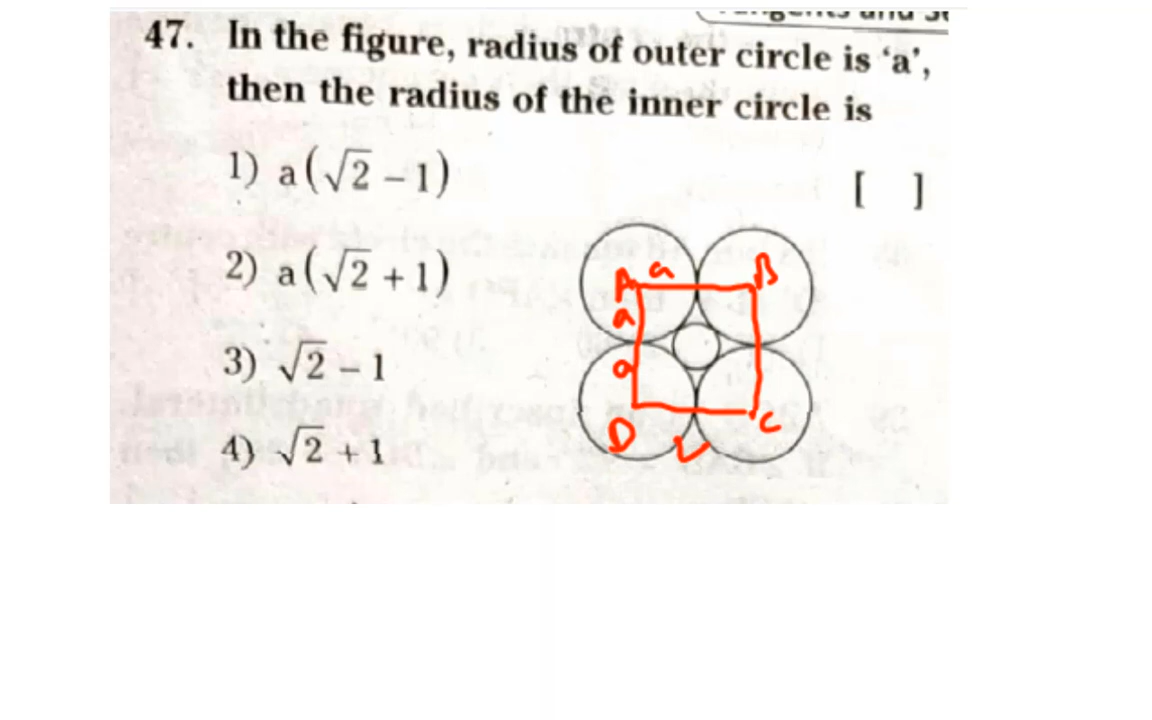 47. In the figure, radius of outer circle is ‘a’,
then the radius of the inner circle is
1) a(√2 – 1)
[ ]
2) a(√2 + 1)
3) √2 – 1
4) √2 + 1
A a B
a
a
D C